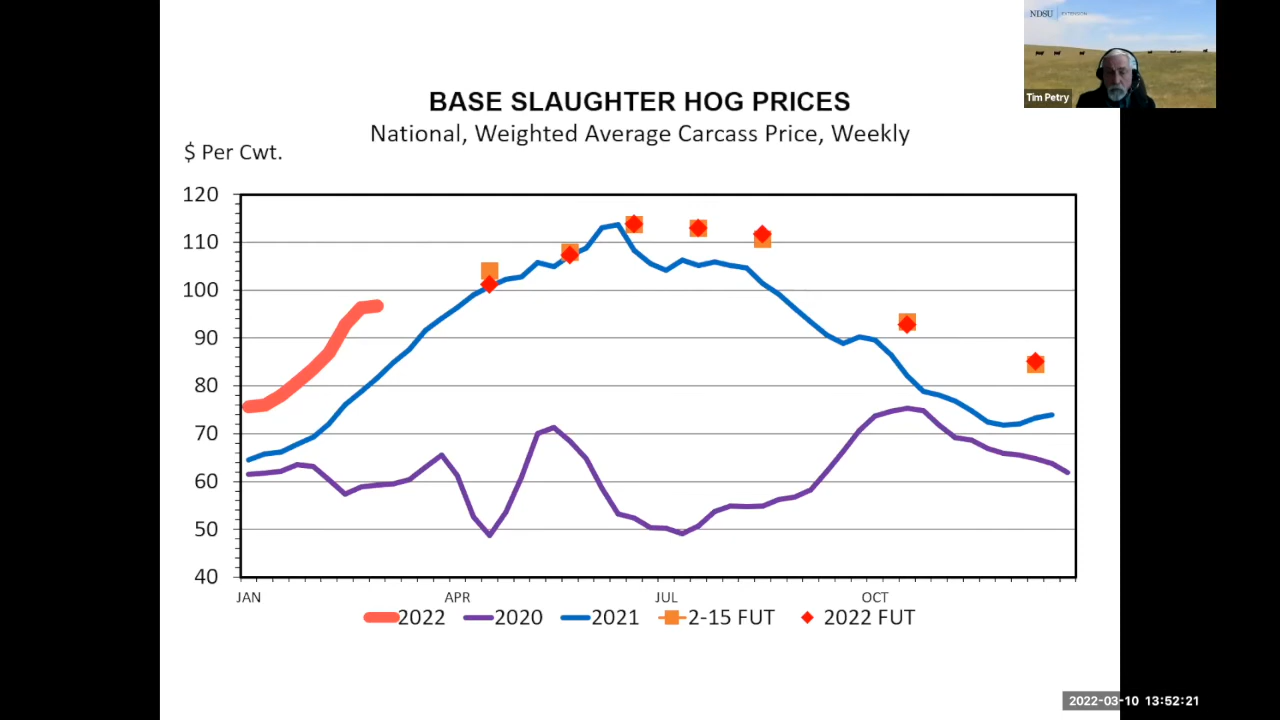 NDSU EXTENSION
Tim Petry
BASE SLAUGHTER HOG PRICES
National, Weighted Average Carcass Price, Weekly
$ Per Cwt.
120
110
100
90
80
70
60
50
40
JAN APR JUL OCT
2022 2020 2021 2-15 FUT 2022 FUT
2022-03-10 13:52:21